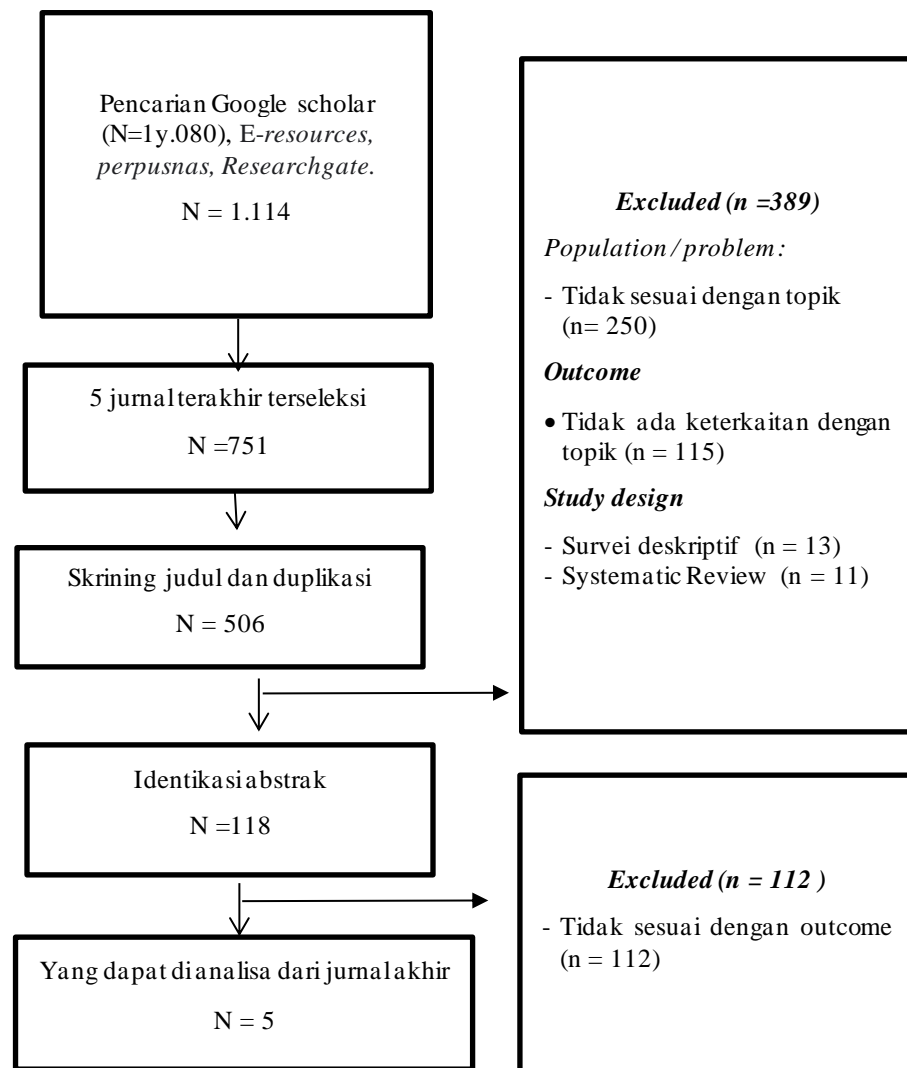 Pencarian Google scholar
(N=1y.080), E-resources,
perpusnas, Researchgate.
N = 1.114
5 jurnal terakhir terseleksi
N =751
Skrining judul dan duplikasi
N = 506
Excluded (n =389)
Population / problem :
- Tidak sesuai dengan topik
(n= 250)
Outcome
• Tidak ada keterkaitan dengan
topik (n = 115)
Study design
- Survei deskriptif (n = 13)
- Systematic Review (n = 11)
Identikasi abstrak
N =118
Excluded (n = 112 )
- Tidak sesuai dengan outcome
(n = 112)
Yang dapat di analisa dari jurnal akhir
N = 5